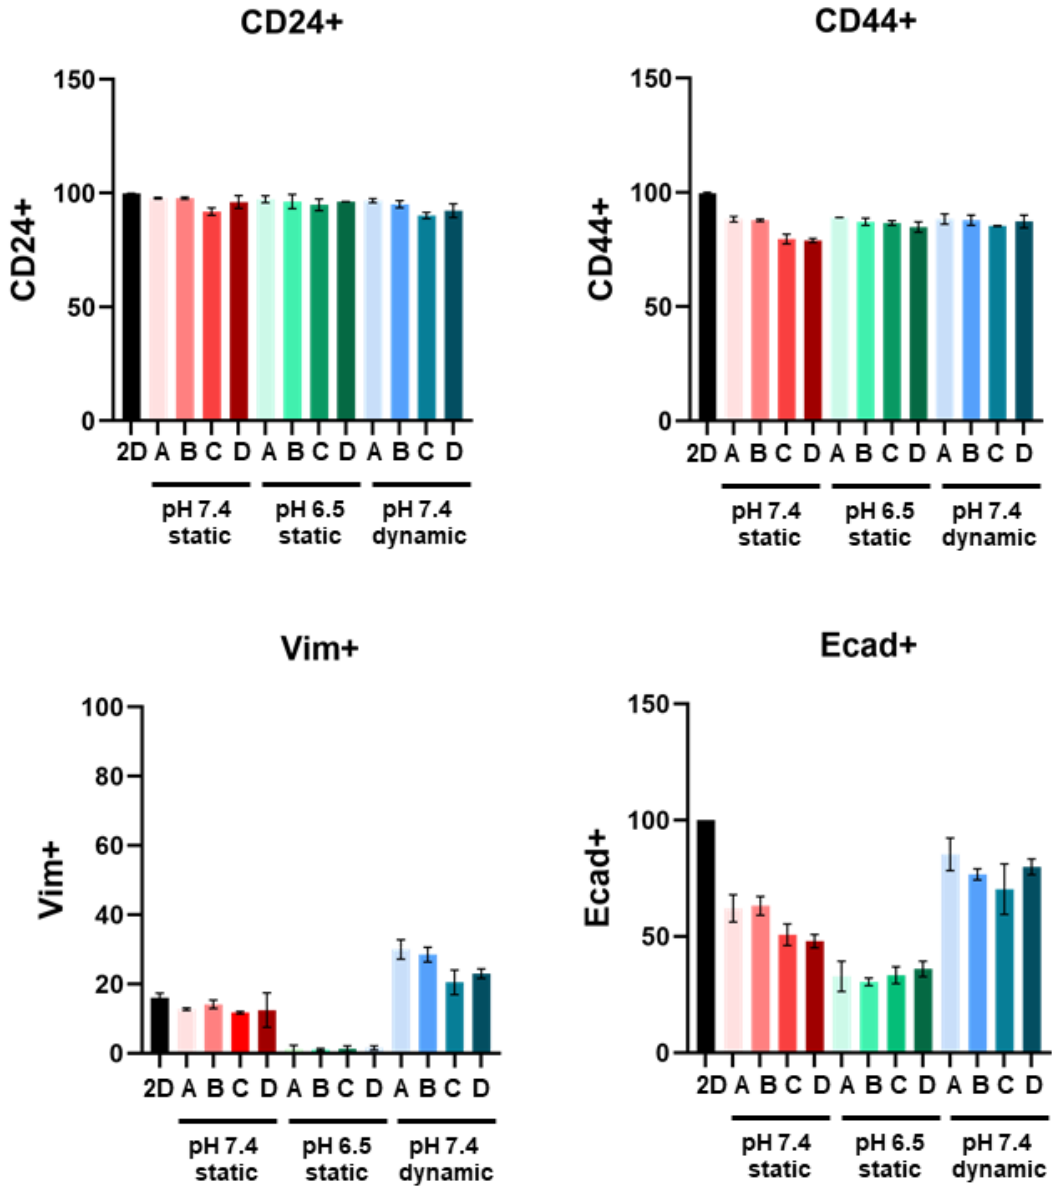 CD24+
CD24+
150
100
50
0
2D A B C D A B C D A B C D
pH 7.4 pH 6.5 pH 7.4
static static dynamic
CD44+
CD44+
150
100
50
0
2D A B C D A B C D A B C D
pH 7.4 pH 6.5 pH 7.4
static static dynamic
Vim+
Vim+
100
80
60
40
20
0
2D A B C D A B C D A B C D
pH 7.4 pH 6.5 pH 7.4
static static dynamic
Ecad+
Ecad+
150
100
50
0
2D A B C D A B C D A B C D
pH 7.4 pH 6.5 pH 7.4
static static dynamic